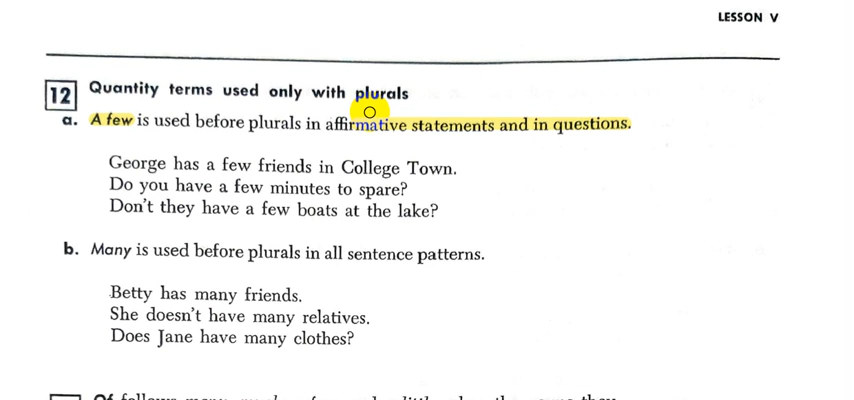 LESSON V
12 Quantity terms used only with plurals
a. A few is used before plurals in affirmative statements and in questions.
George has a few friends in College Town.
Do you have a few minutes to spare?
Don't they have a few boats at the lake?
b. Many is used before plurals in all sentence patterns.
Betty has many friends.
She doesn't have many relatives.
Does Jane have many clothes?
Of follows many